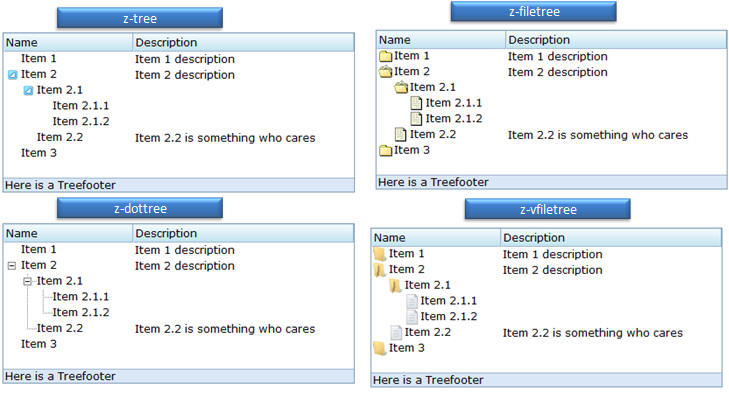 z-tree
Name Description
Item 1 Item 1 description
Item 2 Item 2 description
Item 2.1
Item 2.1.1
Item 2.1.2
Item 2.2 Item 2.2 is something who cares
Item 3
Here is a Treefooter
z-filetree
Name Description
Item 1 Item 1 description
Item 2 Item 2 description
Item 2.1
Item 2.1.1
Item 2.1.2
Item 2.2 Item 2.2 is something who cares
Item 3
Here is a Treefooter
z-dottree
Name Description
Item 1 Item 1 description
Item 2 Item 2 description
Item 2.1
Item 2.1.1
Item 2.1.2
Item 2.2 Item 2.2 is something who cares
Item 3
Here is a Treefooter
z-vfiletree
Name Description
Item 1 Item 1 description
Item 2 Item 2 description
Item 2.1
Item 2.1.1
Item 2.1.2
Item 2.2 Item 2.2 is something who cares
Item 3
Here is a Treefooter